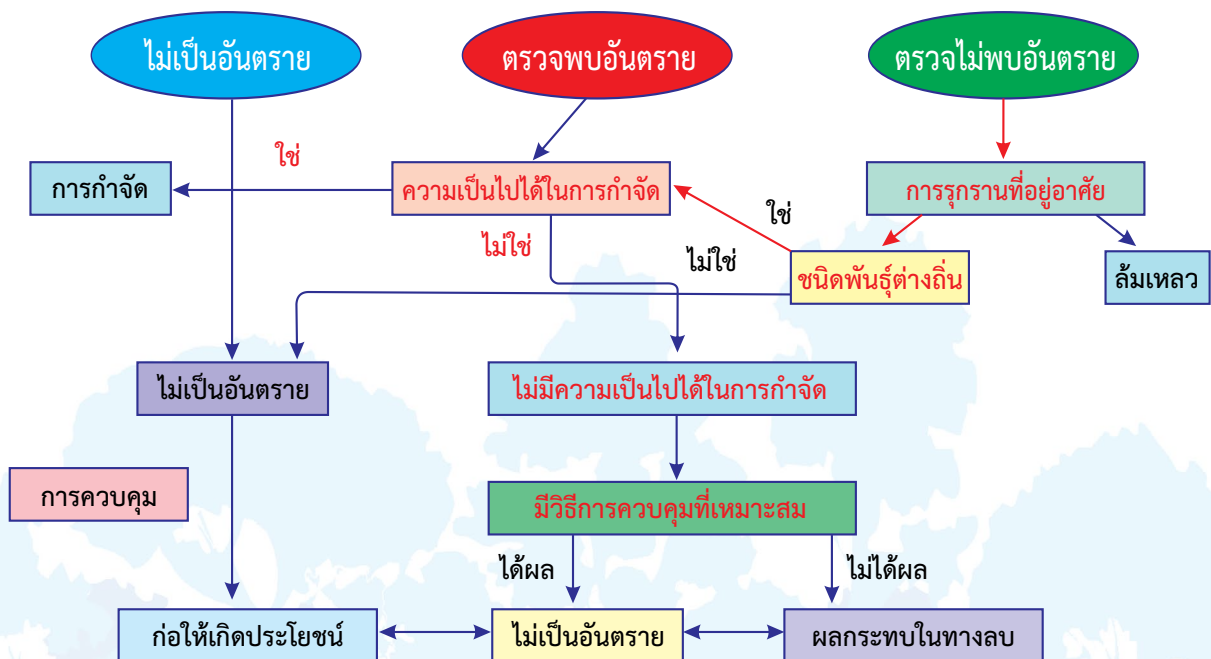 ไม่เป็นอันตราย
ตรวจพบอันตราย
ตรวจไม่พบอันตราย
ใช่
การกำจัด
ความเป็นไปได้ในการกำจัด
การรุกรานที่อยู่อาศัย
ใช่
ไม่ใช่
ไม่ใช่
ชนิดพันธุ์ต่างถิ่น
ล้มเหลว
ไม่เป็นอันตราย
ไม่มีความเป็นไปได้ในการกำจัด
การควบคุม
มีวิธีการควบคุมที่เหมาะสม
ได้ผล
ไม่ได้ผล
ก่อให้เกิดประโยชน์
ไม่เป็นอันตราย
ผลกระทบในทางลบ